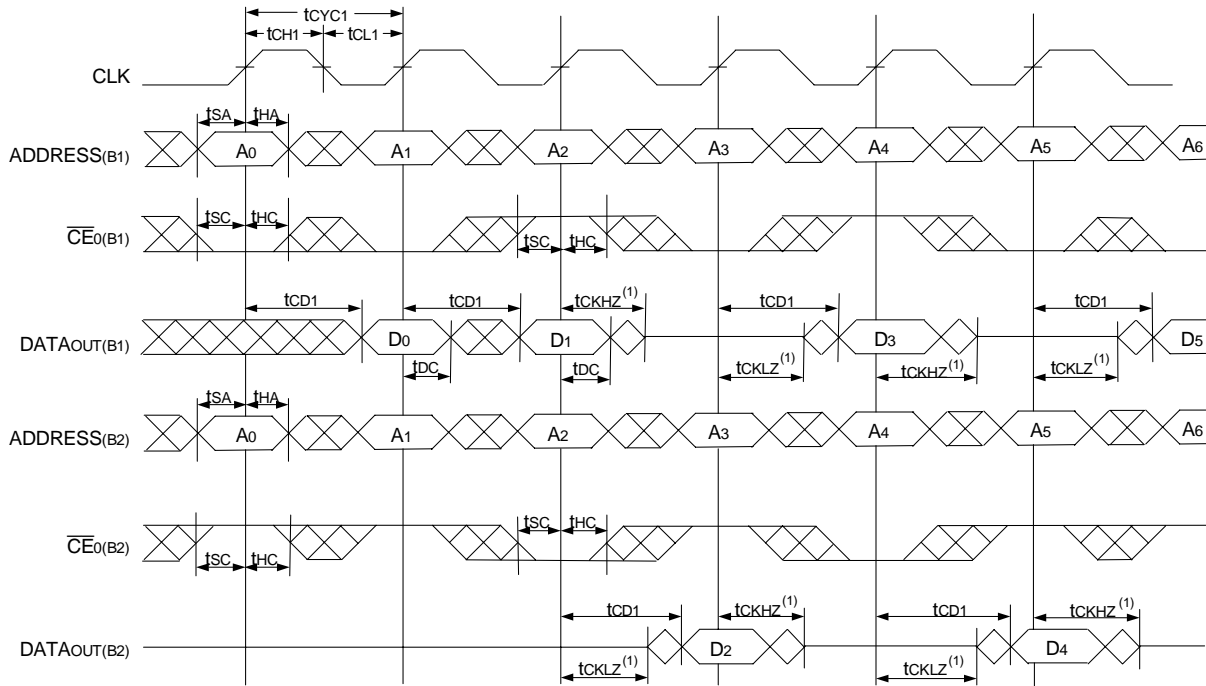 tCYC1
tCH1 tCL1
CLK
tSA tHA
ADDRESS(B1) A0 A1 A2 A3 A4 A5 A6
tSC tHC
CE0(B1)
tSC tHC
tCD1 tCD1 tCKHZ(1) tCD1 tCD1
DATAOUT(B1) D0 D1 D3 D5
tDC tDC tCKLZ(1) tCKHZ(1) tCKLZ(1)
tSA tHA
ADDRESS(B2) A0 A1 A2 A3 A4 A5 A6
tSC tHC
CE0(B2)
tSC tHC
tCD1 tCKHZ(1) tCD1 tCKHZ(1)
DATAOUT(B2) D2 D4
tCKLZ(1) tCKLZ(1)